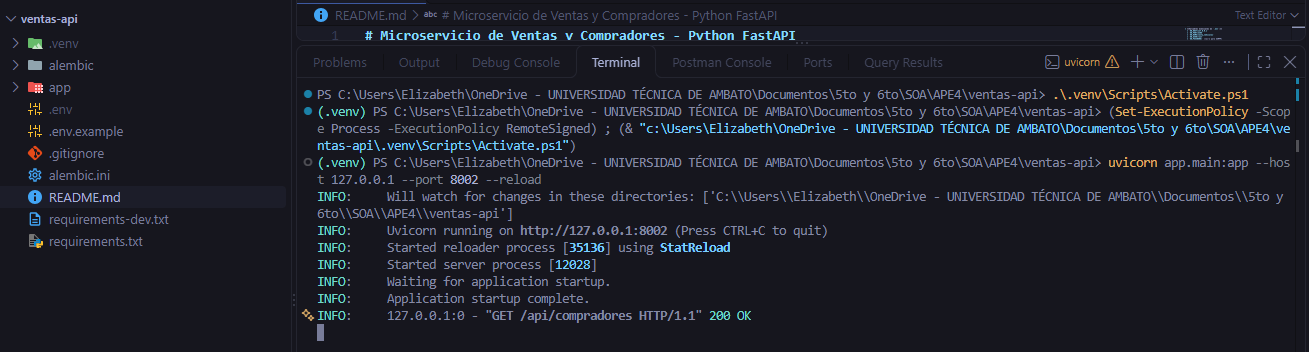 ventas-api
.venv
alembic
app
.env
.env.example
.gitignore
alembic.ini
README.md
requirements-dev.txt
requirements.txt
README.md > abc # Microservicio de Ventas y Compradores - Python FastAPI
Text Editor
1 # Microservicio de Ventas y Compradores - Python FastAPI
Problems Output Debug Console Terminal Postman Console Ports Query Results
uvicorn
PS C:\Users\Elizabeth\OneDrive - UNIVERSIDAD TÉCNICA DE AMBATO\Documentos\5to y 6to\SOA\APE4\ventas-api> .\.venv\Scripts\Activate.ps1
(.venv) PS C:\Users\Elizabeth\OneDrive - UNIVERSIDAD TÉCNICA DE AMBATO\Documentos\5to y 6to\SOA\APE4\ventas-api> (Set-ExecutionPolicy -Scop
e Process -ExecutionPolicy RemoteSigned) ; (& "c:\Users\Elizabeth\OneDrive - UNIVERSIDAD TÉCNICA DE AMBATO\Documentos\5to y 6to\SOA\APE4\ve
ntas-api\.venv\Scripts\Activate.ps1")
(.venv) PS C:\Users\Elizabeth\OneDrive - UNIVERSIDAD TÉCNICA DE AMBATO\Documentos\5to y 6to\SOA\APE4\ventas-api> uvicorn app.main:app --hos
t 127.0.0.1 --port 8002 --reload
INFO: Will watch for changes in these directories: ['C:\\Users\\Elizabeth\\OneDrive - UNIVERSIDAD TÉCNICA DE AMBATO\\Documentos\\5to y
6to\\SOA\\APE4\\ventas-api']
INFO: Uvicorn running on http://127.0.0.1:8002 (Press CTRL+C to quit)
INFO: Started reloader process [35136] using StatReload
INFO: Started server process [12028]
INFO: Waiting for application startup.
INFO: Application startup complete.
INFO: 127.0.0.1:0 - "GET /api/compradores HTTP/1.1" 200 OK